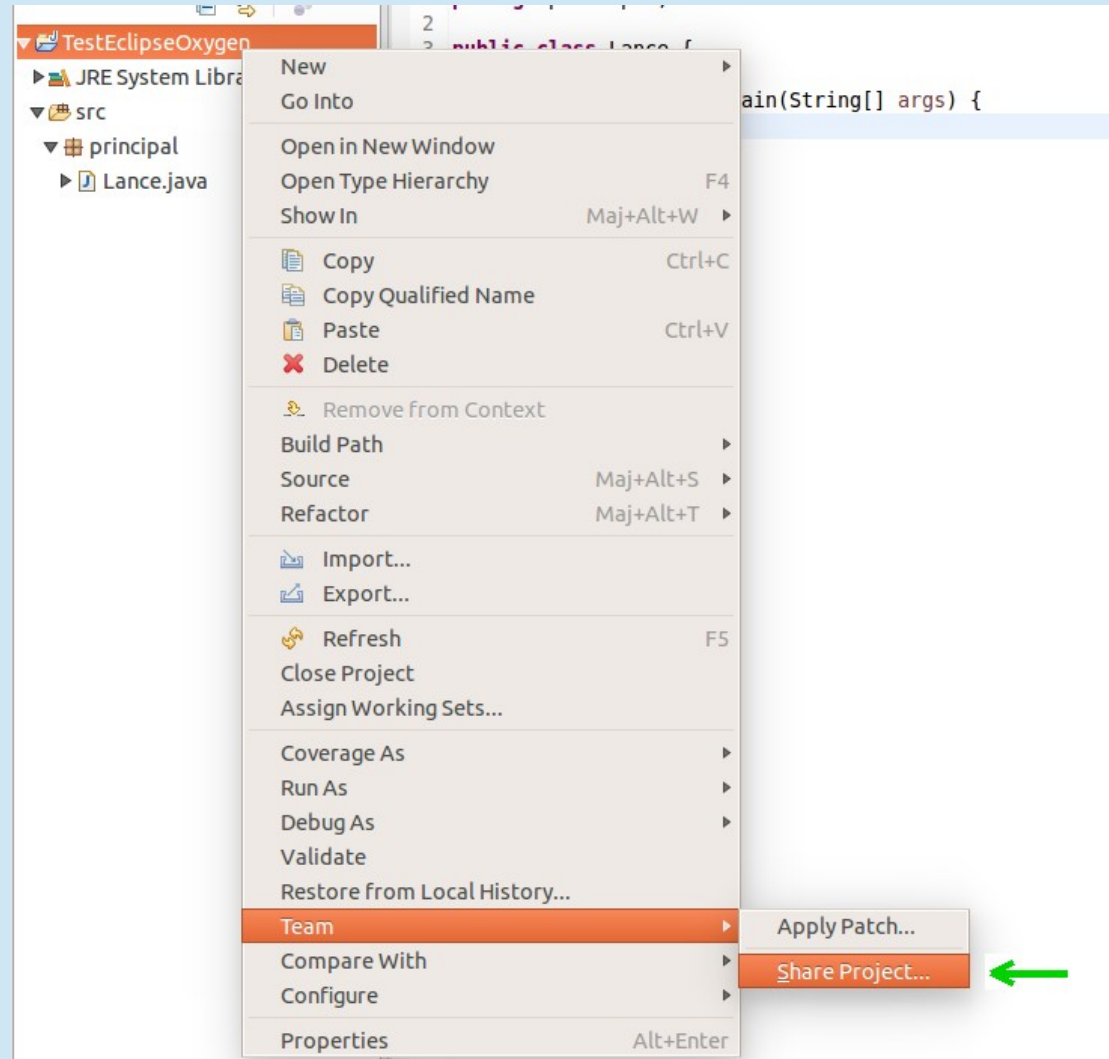 2
TestEclipseOxygen
3 public class Lance {
JRE System Libra
ain(String[] args) {
src
principal
Lance.java
New
Go Into
Open in New Window
Open Type Hierarchy F4
Show In Maj+Alt+W
Copy Ctrl+C
Copy Qualified Name
Paste Ctrl+V
Delete
Remove from Context
Build Path
Source Maj+Alt+S
Refactor Maj+Alt+T
Import...
Export...
Refresh F5
Close Project
Assign Working Sets...
Coverage As
Run As
Debug As
Validate
Restore from Local History...
Team
Apply Patch...
Compare With
Share Project...
Configure
Properties Alt+Enter